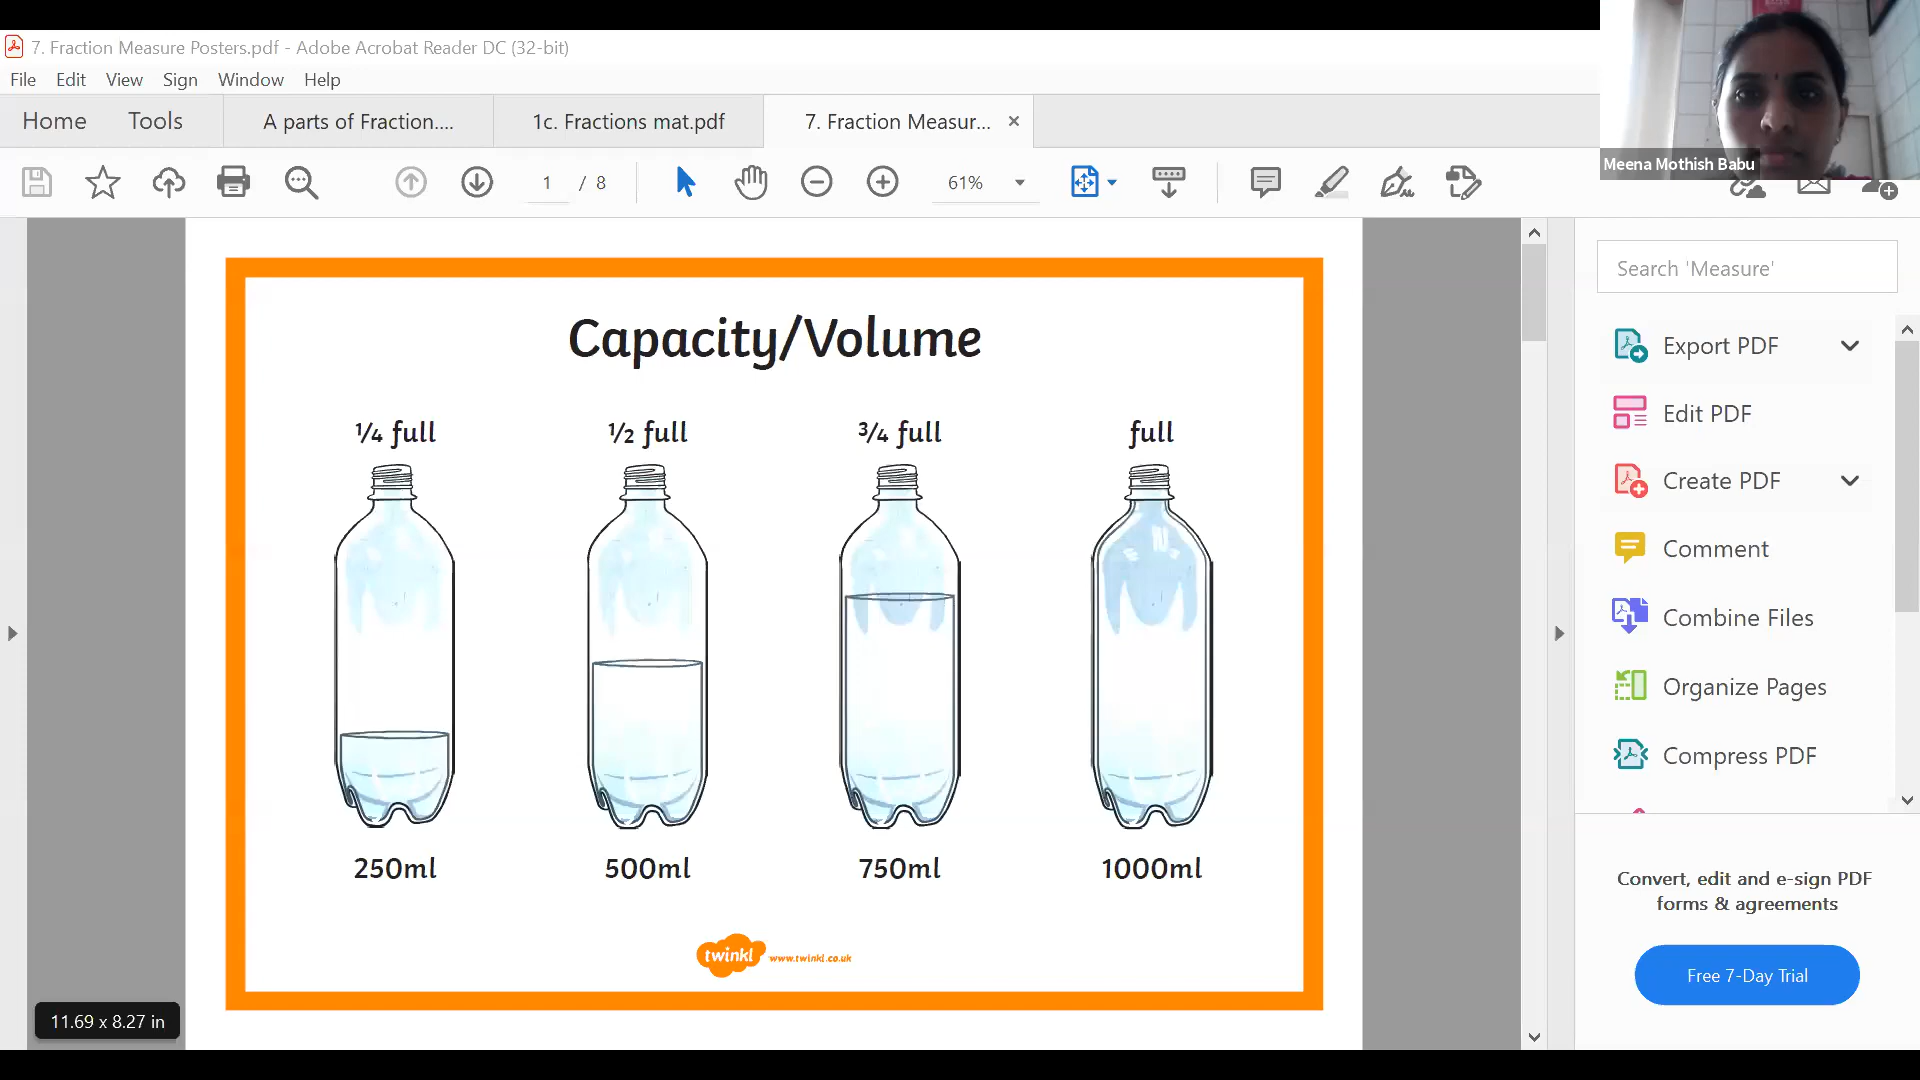 7. Fraction Measure Posters.pdf - Adobe Acrobat Reader DC (32-bit)
File Edit View Sign Window Help
Home Tools A parts of Fraction.... 1c. Fractions mat.pdf 7. Fraction Measur... ×
Meena Mothish Babu
1 / 8 61%
Search 'Measure'
Capacity/Volume
¼ full ½ full ¾ full full
250ml 500ml 750ml 1000ml
twinkl www.twinkl.co.uk
11.69 x 8.27 in
Export PDF
Edit PDF
Create PDF
Comment
Combine Files
Organize Pages
Compress PDF
Convert, edit and e-sign PDF
forms & agreements
Free 7-Day Trial